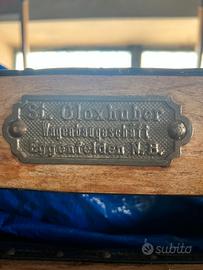 St. Gloxhuber
Wagenbaugeschäft
Eggenfelden N.B.
subito